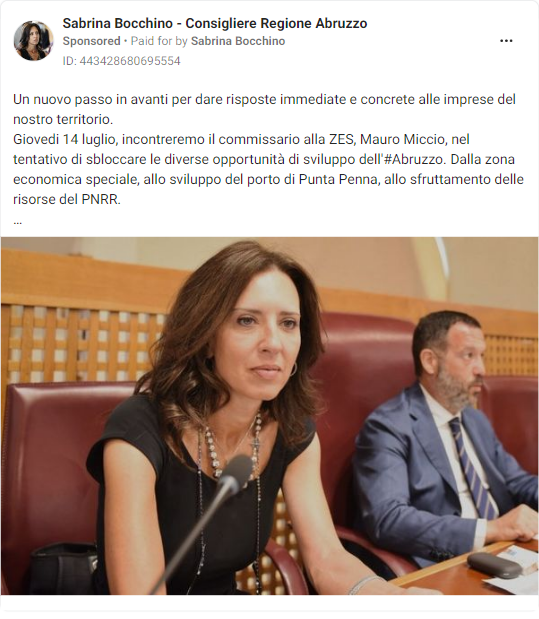 Sabrina Bocchino - Consigliere Regione Abruzzo
Sponsored • Paid for by Sabrina Bocchino
ID: 443428680695554
Un nuovo passo in avanti per dare risposte immediate e concrete alle imprese del
nostro territorio.
Giovedi 14 luglio, incontreremo il commissario alla ZES, Mauro Miccio, nel
tentativo di sbloccare le diverse opportunità di sviluppo dell'#Abruzzo. Dalla zona
economica speciale, allo sviluppo del porto di Punta Penna, allo sfruttamento delle
risorse del PNRR.
...